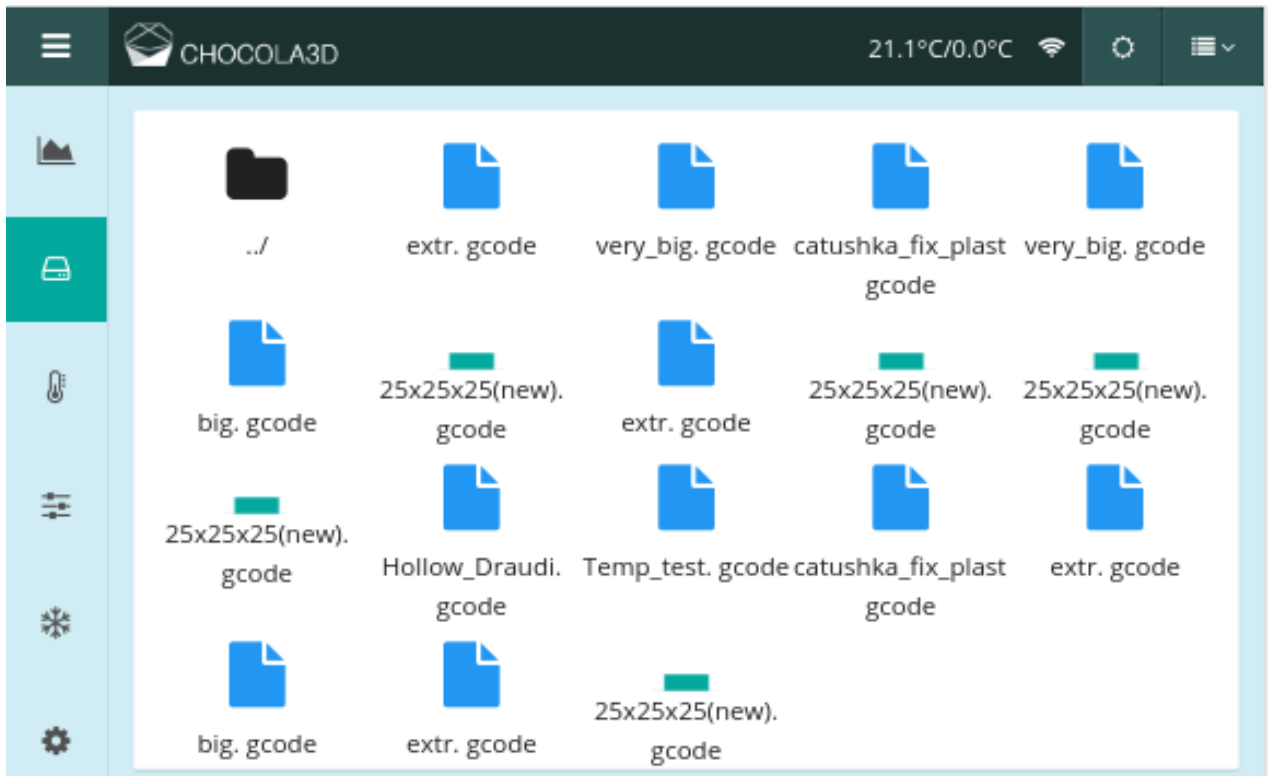 CHOCOLA3D
21.1°C/0.0°C
../
extr. gcode
very_big. gcode
catushka_fix_plast
gcode
very_big. gcode
big. gcode
25x25x25(new).
gcode
extr. gcode
25x25x25(new).
gcode
25x25x25(new).
gcode
25x25x25(new).
gcode
Hollow_Draudi.
gcode
Temp_test. gcode
catushka_fix_plast
gcode
extr. gcode
big. gcode
extr. gcode
25x25x25(new).
gcode